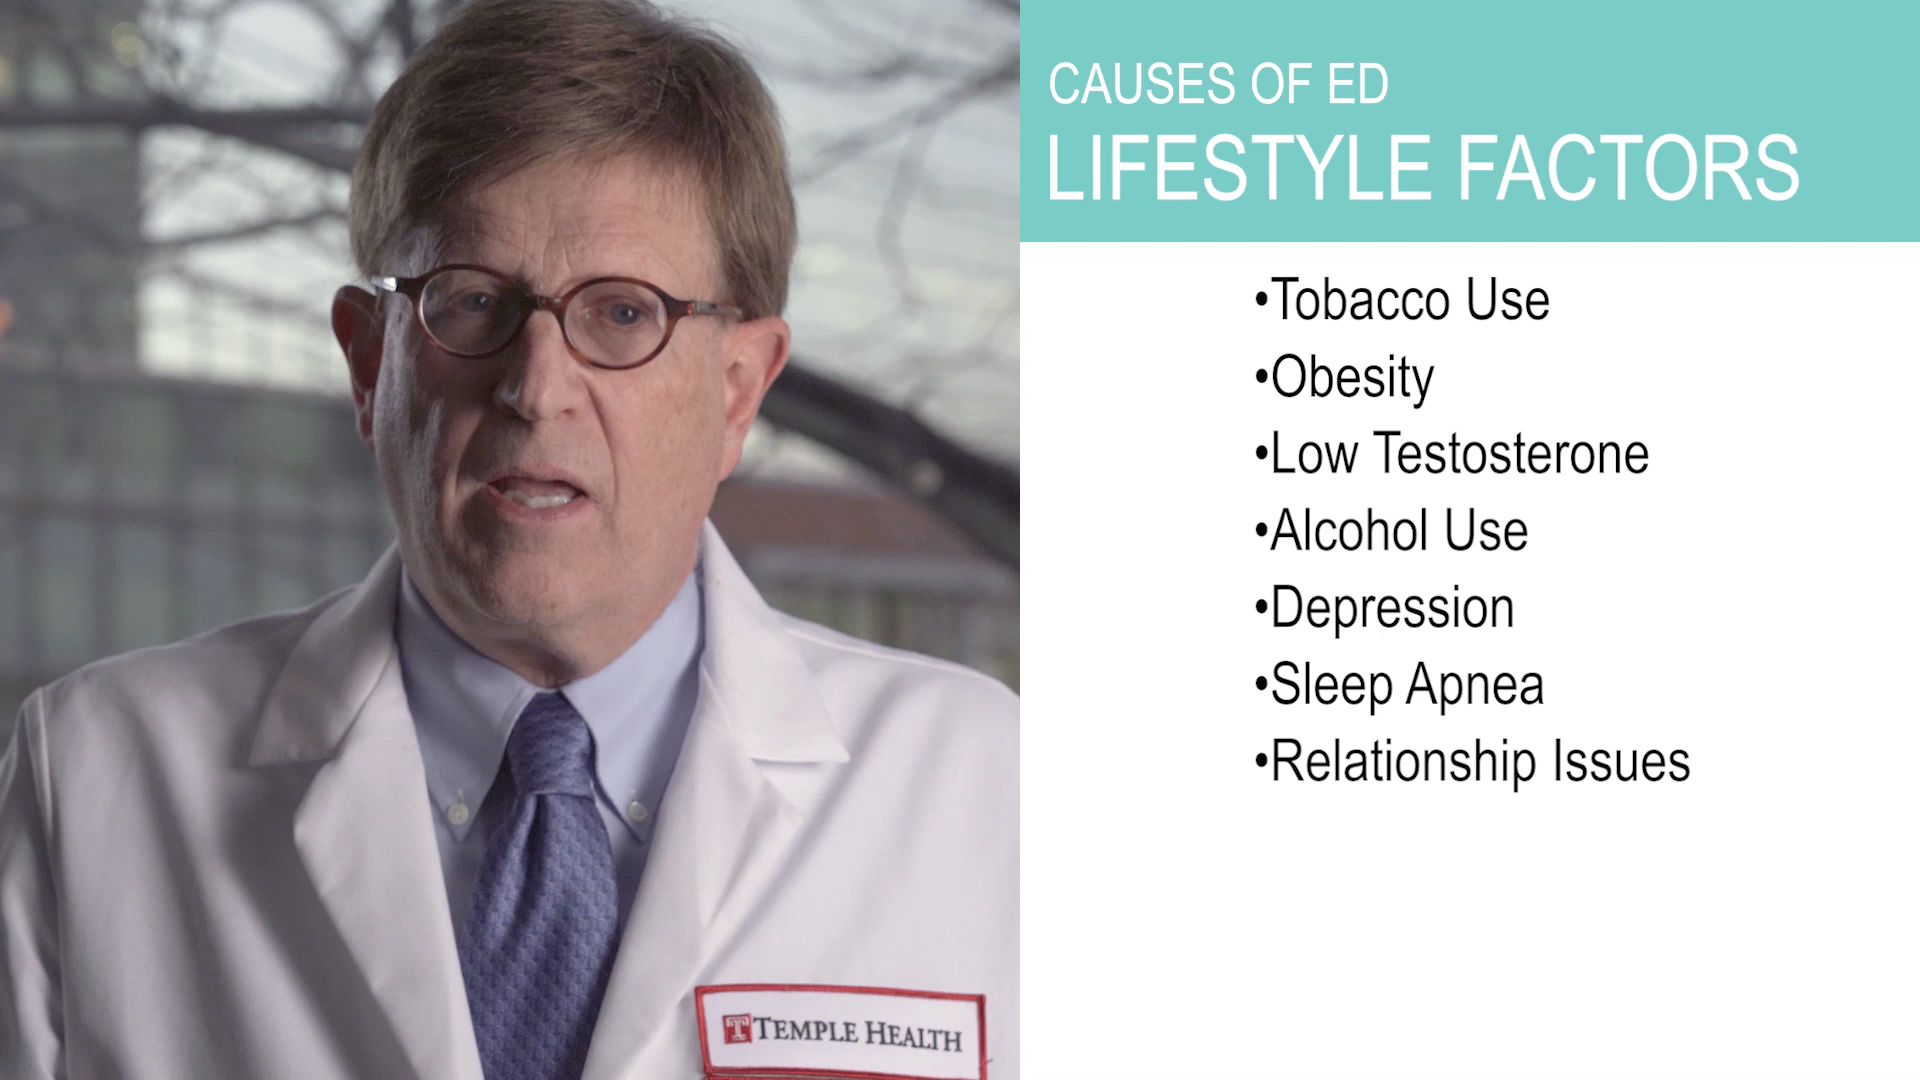 CAUSES OF ED
LIFESTYLE FACTORS
•Tobacco Use
•Obesity
•Low Testosterone
•Alcohol Use
•Depression
•Sleep Apnea
•Relationship Issues
T TEMPLE HEALTH